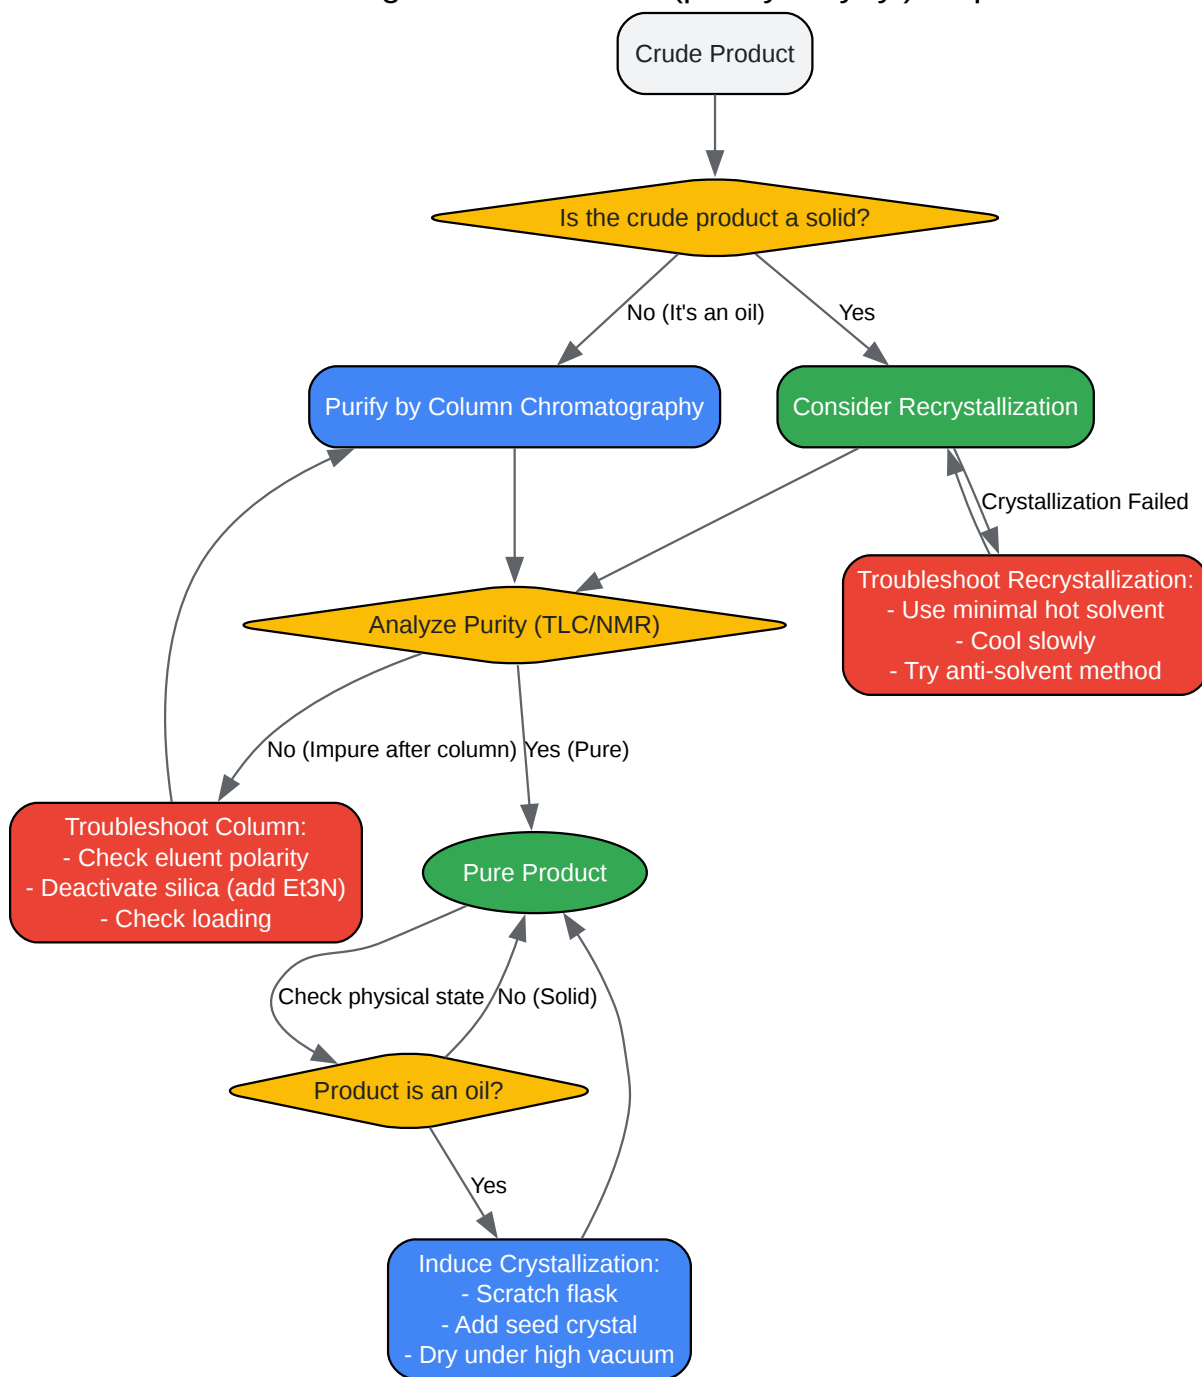 Crude Product
Is the crude product a solid?
No (It's an oil)
Yes
Purify by Column Chromatography
Consider Recrystallization
Crystallization Failed
Troubleshoot Recrystallization:
- Use minimal hot solvent
- Cool slowly
- Try anti-solvent method
Analyze Purity (TLC/NMR)
No (Impure after column)
Yes (Pure)
Troubleshoot Column:
- Check eluent polarity
- Deactivate silica (add Et3N)
- Check loading
Pure Product
Check physical state
No (Solid)
Product is an oil?
Yes
Induce Crystallization:
- Scratch flask
- Add seed crystal
- Dry under high vacuum